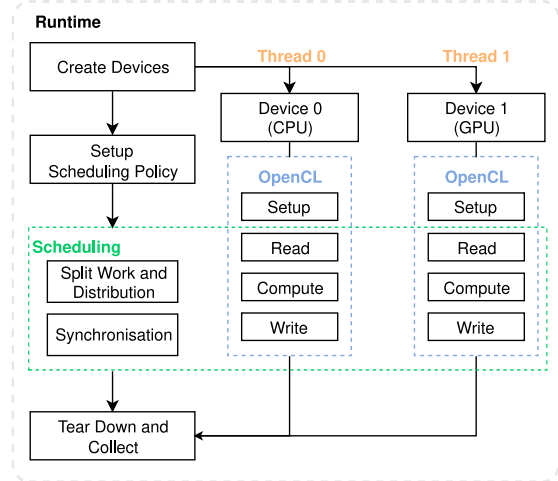 Runtime
Create Devices
Thread 0
Thread 1
Device 0
(CPU)
Device 1
(GPU)
Setup
Scheduling Policy
OpenCL
OpenCL
Setup
Setup
Scheduling
Read
Read
Split Work and
Distribution
Compute
Compute
Synchronisation
Write
Write
Tear Down and
Collect